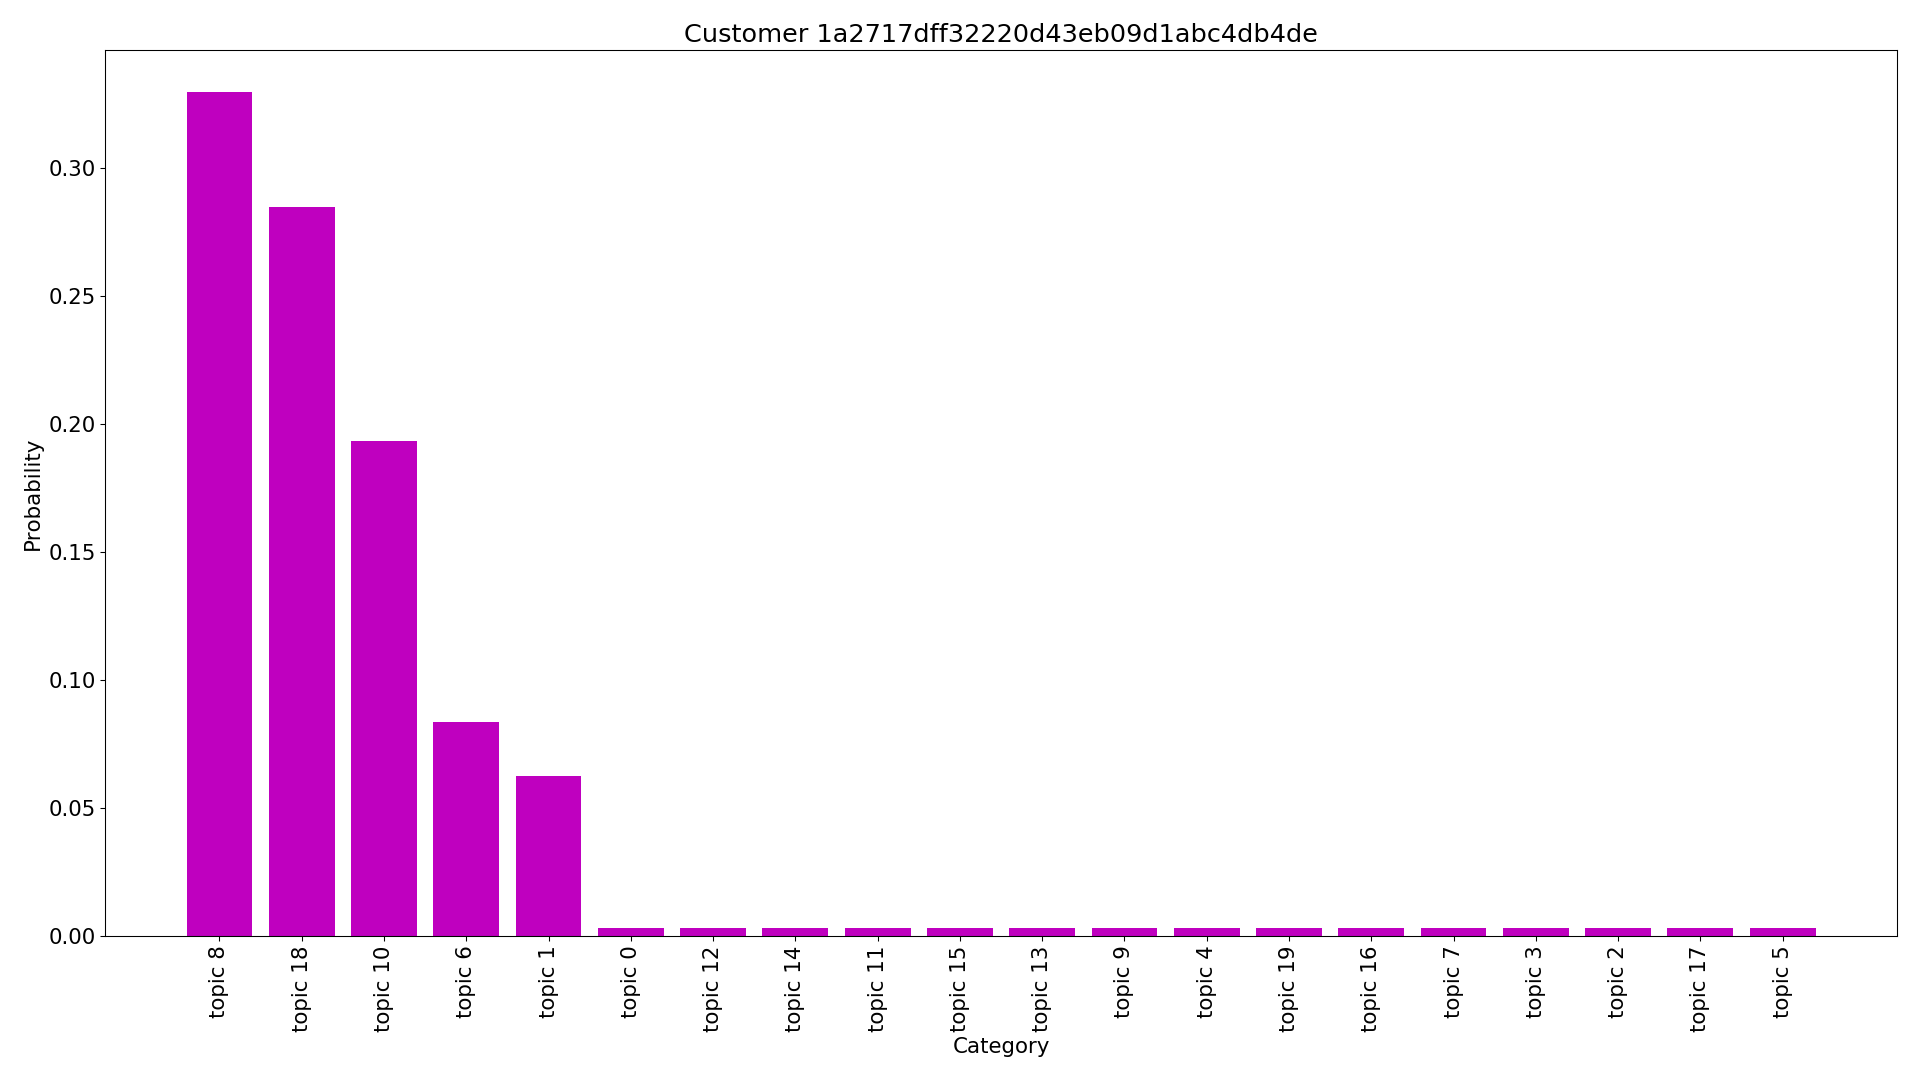 Customer 1a2717dff32220d43eb09d1abc4db4de
Probability
0.30
0.25
0.20
0.15
0.10
0.05
0.00
topic 8
topic 18
topic 10
topic 6
topic 1
topic 0
topic 12
topic 14
topic 11
topic 15
topic 13
topic 9
topic 4
topic 19
topic 16
topic 7
topic 3
topic 2
topic 17
topic 5
Category